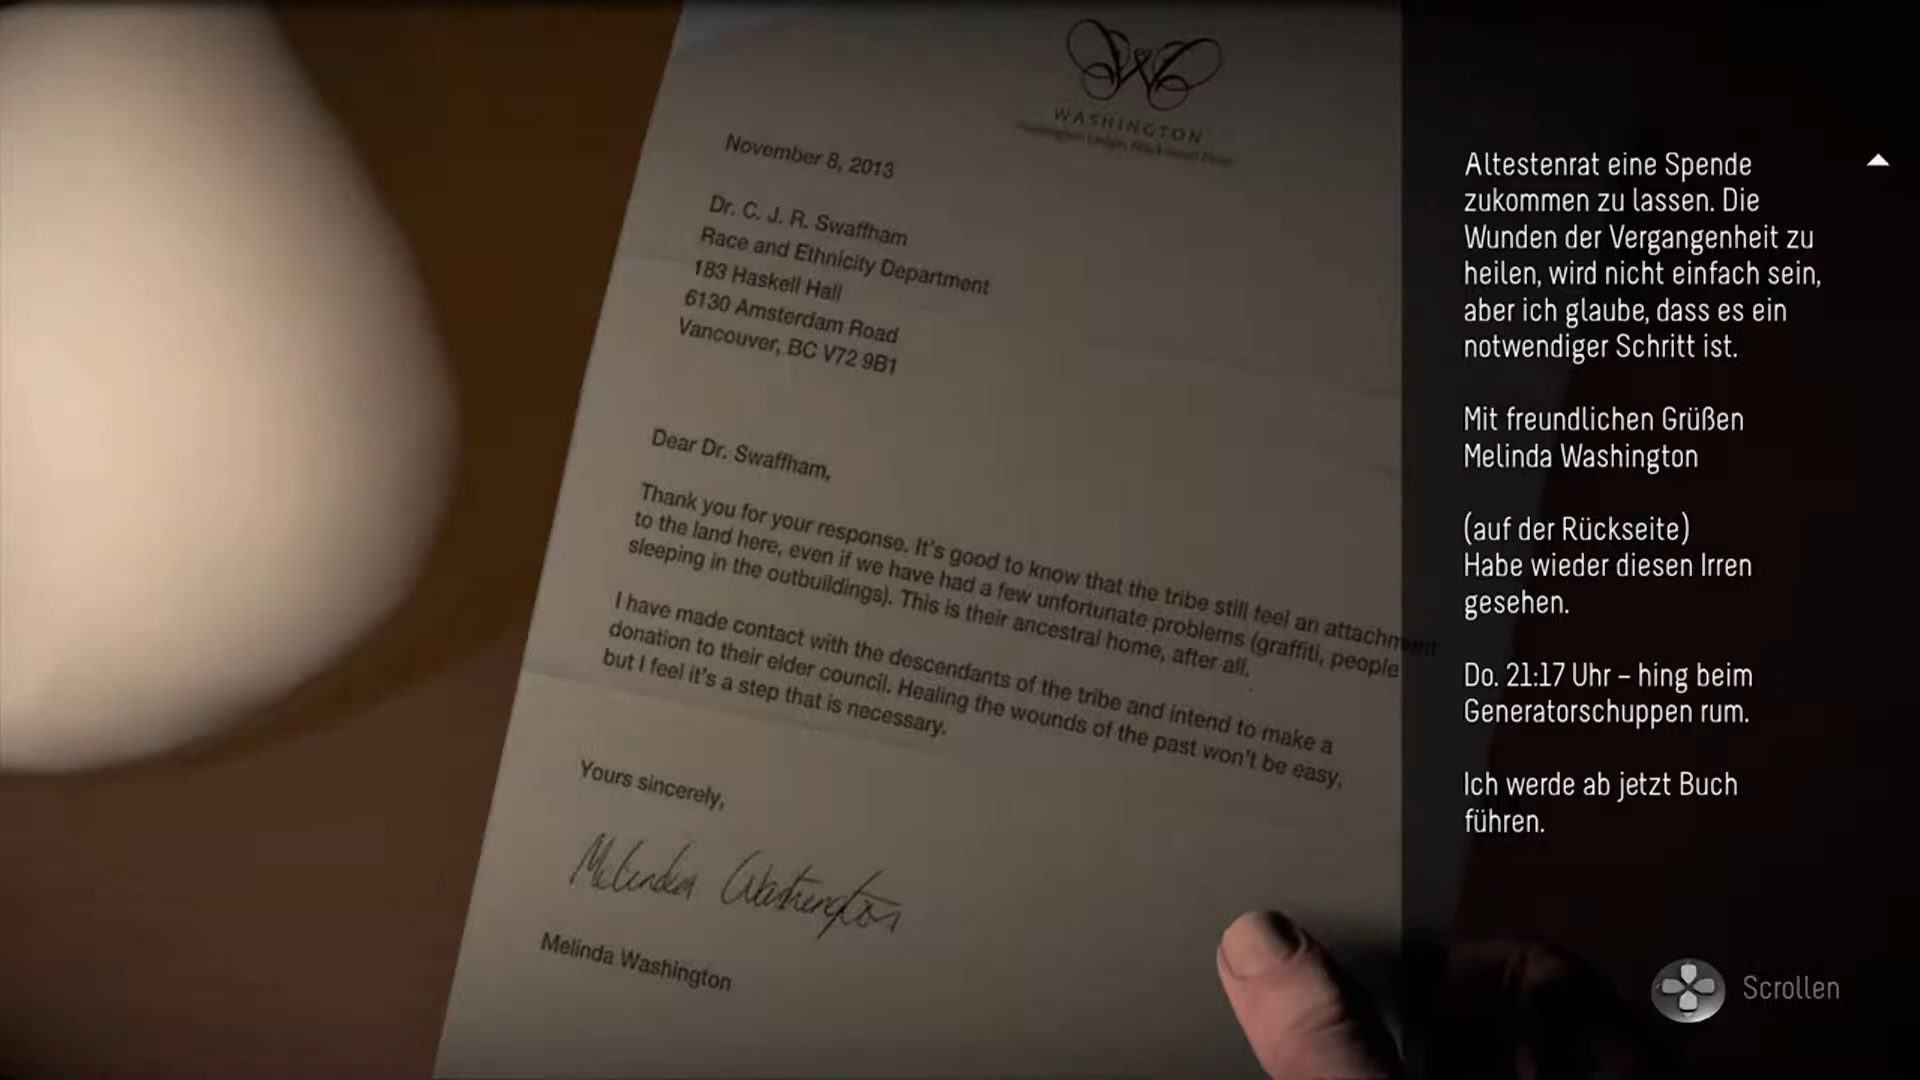 WASHINGTON
November 8, 2013
Dr. C. J. R. Swaffham
Race and Ethnicity Department
183 Haskell Hall
6130 Amsterdam Road
Vancouver, BC V72 9B1
Dear Dr. Swaffham,
Thank you for your response. It's good to know that the tribe still feel an attachment
to the land here, even if we have had a few unfortunate problems (graffiti, people
sleeping in the outbuildings). This is their ancestral home, after all.
I have made contact with the descendants of the tribe and intend to make a
donation to their elder council. Healing the wounds of the past won't be easy,
but I feel it's a step that is necessary.
Yours sincerely,
Melinda Washington
Melinda Washington
Altestenrat eine Spende
zukommen zu lassen. Die
Wunden der Vergangenheit zu
heilen, wird nicht einfach sein,
aber ich glaube, dass es ein
notwendiger Schritt ist.
Mit freundlichen Grüßen
Melinda Washington
(auf der Rückseite)
Habe wieder diesen Irren
gesehen.
Do. 21:17 Uhr – hing beim
Generatorschuppen rum.
Ich werde ab jetzt Buch
führen.
Scrollen